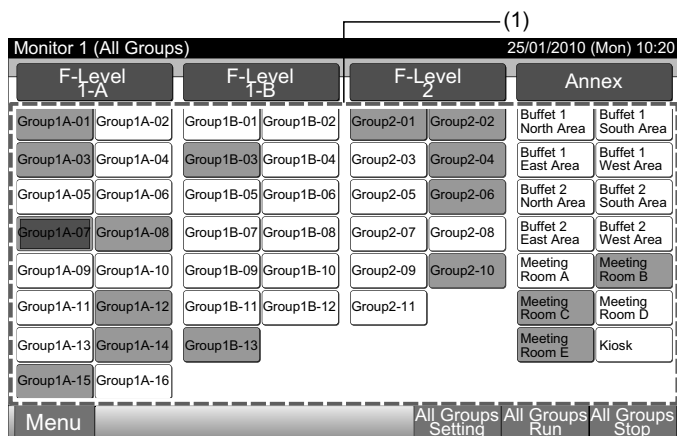 (1)
Monitor 1 (All Groups) 25/01/2010 (Mon) 10:20
F-Level
1-A
F-Level
1-B
F-Level
2
Annex
Group1A-01 Group1A-02 Group1B-01 Group1B-02 Group2-01 Group2-02
Buffet 1
North Area
Buffet 1
South Area
Group1A-03 Group1A-04 Group1B-03 Group1B-04 Group2-03 Group2-04
Buffet 1
East Area
Buffet 1
West Area
Group1A-05 Group1A-06 Group1B-05 Group1B-06 Group2-05 Group2-06
Buffet 2
North Area
Buffet 2
South Area
Group1A-07 Group1A-08 Group1B-07 Group1B-08 Group2-07 Group2-08
Buffet 2
East Area
Buffet 2
West Area
Group1A-09 Group1A-10 Group1B-09 Group1B-10 Group2-09 Group2-10
Meeting
Room A
Meeting
Room B
Group1A-11 Group1A-12 Group1B-11 Group1B-12 Group2-11
Meeting
Room C
Meeting
Room D
Group1A-13 Group1A-14 Group1B-13
Meeting
Room E
Kiosk
Group1A-15 Group1A-16
Menu
All Groups
Setting
All Groups
Run
All Groups
Stop